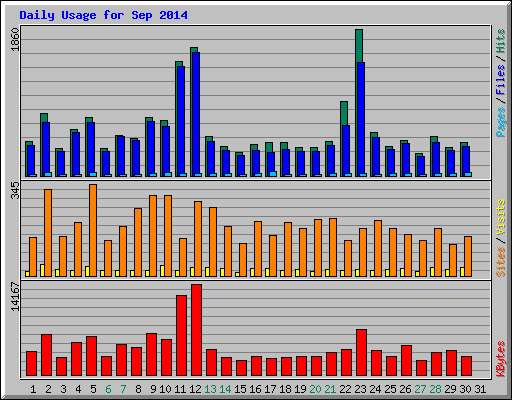 Daily Usage for Sep 2014
1860
Pages / Files / Hits
345
Sites / Visits
14167
KBytes
1 2 3 4 5 6 7 8 9 10 11 12 13 14 15 16 17 18 19 20 21 22 23 24 25 26 27 28 29 30 31